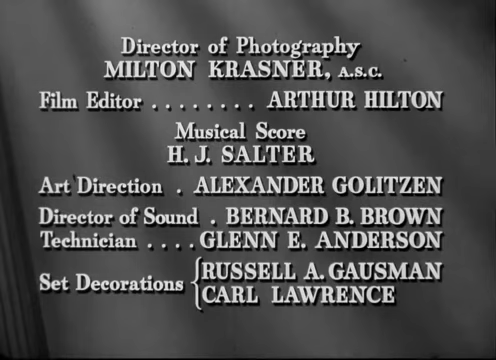 Director of Photography
MILTON KRASNER, A.S.C.
Film Editor ........ ARTHUR HILTON
Musical Score
H. J. SALTER
Art Direction . ALEXANDER GOLITZEN
Director of Sound . BERNARD B. BROWN
Technician .... GLENN E. ANDERSON
Set Decorations { RUSSELL A. GAUSMAN
CARL LAWRENCE